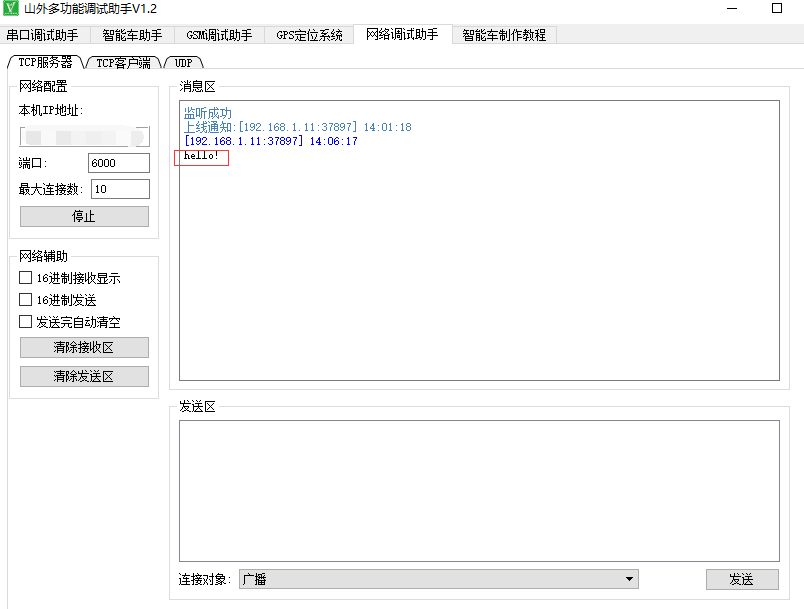 山外多功能调试助手V1.2
串口调试助手 智能车助手 GSM调试助手 GPS定位系统 网络调试助手 智能车制作教程
TCP服务器 TCP客户端 UDP
网络配置
本机IP地址:
端口: 6000
最大连接数: 10
停止
网络辅助
16进制接收显示
16进制发送
发送完自动清空
清除接收区
清除发送区
消息区
监听成功
上线通知:[192.168.1.11:37897] 14:01:18
[192.168.1.11:37897] 14:06:17
hello!
发送区
连接对象: 广播
发送